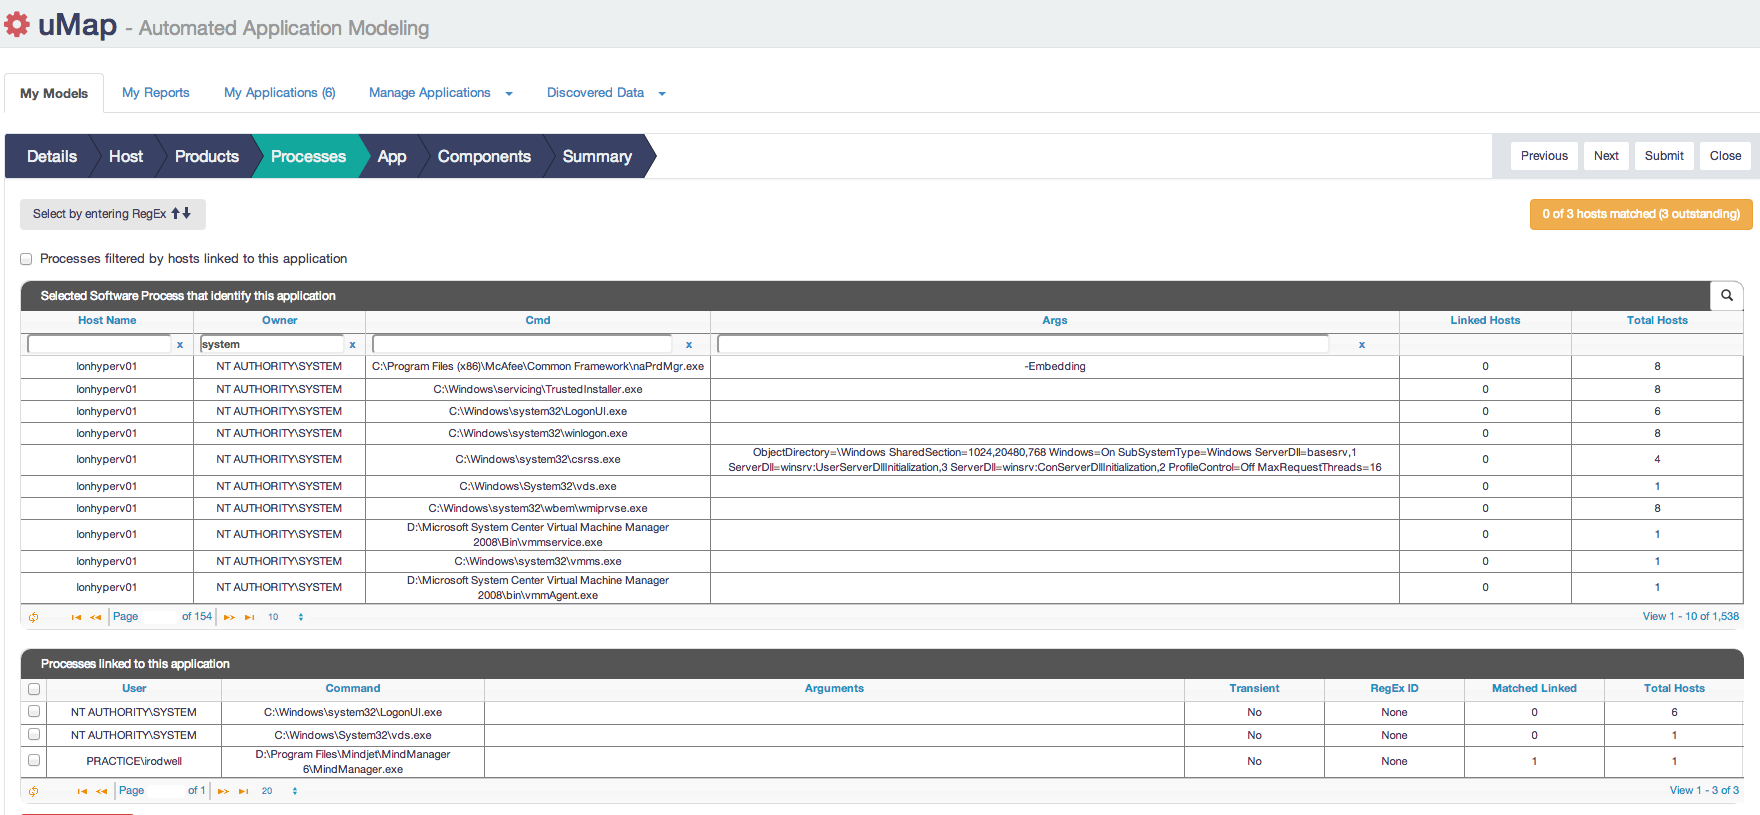 uMap - Automated Application Modeling
My Models My Reports My Applications (6) Manage Applications Discovered Data
Details Host Products Processes App Components Summary Previous Next Submit Close
Select by entering RegEx 0 of 3 hosts matched (3 outstanding)
Processes filtered by hosts linked to this application
Selected Software Process that identify this application
Host Name Owner Cmd Args Linked Hosts Total Hosts
x system x x x
lonhyperv01 NT AUTHORITY\SYSTEM C:\Program Files (x86)\McAfee\Common Framework\naPrdMgr.exe -Embedding 0 8
lonhyperv01 NT AUTHORITY\SYSTEM C:\Windows\servicing\TrustedInstaller.exe 0 8
lonhyperv01 NT AUTHORITY\SYSTEM C:\Windows\system32\LogonUI.exe 0 6
lonhyperv01 NT AUTHORITY\SYSTEM C:\Windows\system32\winlogon.exe 0 8
ObjectDirectory=\Windows SharedSection=1024,20480,768 Windows=On SubSystemType=Windows ServerDll=basesrv,1
lonhyperv01 NT AUTHORITY\SYSTEM C:\Windows\system32\csrss.exe 0 4
ServerDll=winsrv:UserServerDllInitialization,3 ServerDll=winsrv:ConServerDllInitialization,2 ProfileControl=Off MaxRequestThreads=16
lonhyperv01 NT AUTHORITY\SYSTEM C:\Windows\System32\vds.exe 0 1
lonhyperv01 NT AUTHORITY\SYSTEM C:\Windows\system32\wbem\wmiprvse.exe 0 8
D:\Microsoft System Center Virtual Machine Manager
lonhyperv01 NT AUTHORITY\SYSTEM 0 1
2008\Bin\vmmservice.exe
lonhyperv01 NT AUTHORITY\SYSTEM C:\Windows\system32\vmms.exe 0 1
D:\Microsoft System Center Virtual Machine Manager
lonhyperv01 NT AUTHORITY\SYSTEM 0 1
2008\bin\vmmAgent.exe
Page of 154 10 View 1 - 10 of 1,538
Processes linked to this application
User Command Arguments Transient RegEx ID Matched Linked Total Hosts
NT AUTHORITY\SYSTEM C:\Windows\system32\LogonUI.exe No None 0 6
NT AUTHORITY\SYSTEM C:\Windows\System32\vds.exe No None 0 1
D:\Program Files\Mindjet\MindManager
PRACTICE\irodwell No None 1 1
6\MindManager.exe
Page of 1 20 View 1 - 3 of 3